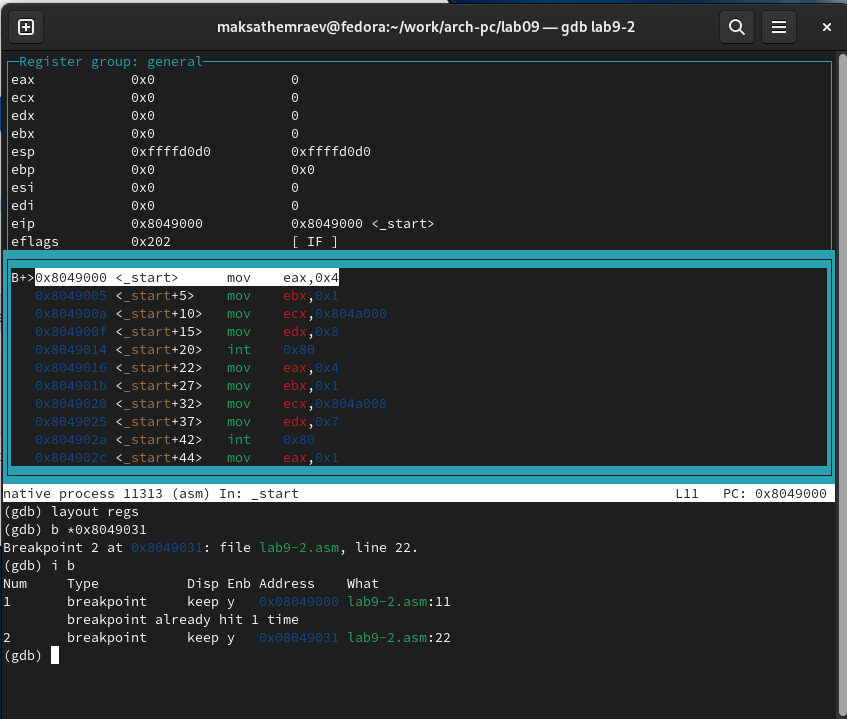 maksathemraev@fedora:~/work/arch-pc/lab09 — gdb lab9-2
Register group: general
eax 0x0 0
ecx 0x0 0
edx 0x0 0
ebx 0x0 0
esp 0xffffd0d0 0xffffd0d0
ebp 0x0 0x0
esi 0x0 0
edi 0x0 0
eip 0x8049000 0x8049000 <_start>
eflags 0x202 [ IF ]
B+>0x8049000 <_start> mov eax,0x4
0x8049005 <_start+5> mov ebx,0x1
0x804900a <_start+10> mov ecx,0x804a000
0x804900f <_start+15> mov edx,0x8
0x8049014 <_start+20> int 0x80
0x8049016 <_start+22> mov eax,0x4
0x804901b <_start+27> mov ebx,0x1
0x8049020 <_start+32> mov ecx,0x804a008
0x8049025 <_start+37> mov edx,0x7
0x804902a <_start+42> int 0x80
0x804902c <_start+44> mov eax,0x1
native process 11313 (asm) In: _start L11 PC: 0x8049000
(gdb) layout regs
(gdb) b *0x8049031
Breakpoint 2 at 0x8049031: file lab9-2.asm, line 22.
(gdb) i b
Num Type Disp Enb Address What
1 breakpoint keep y 0x08049000 lab9-2.asm:11
breakpoint already hit 1 time
2 breakpoint keep y 0x08049031 lab9-2.asm:22
(gdb)